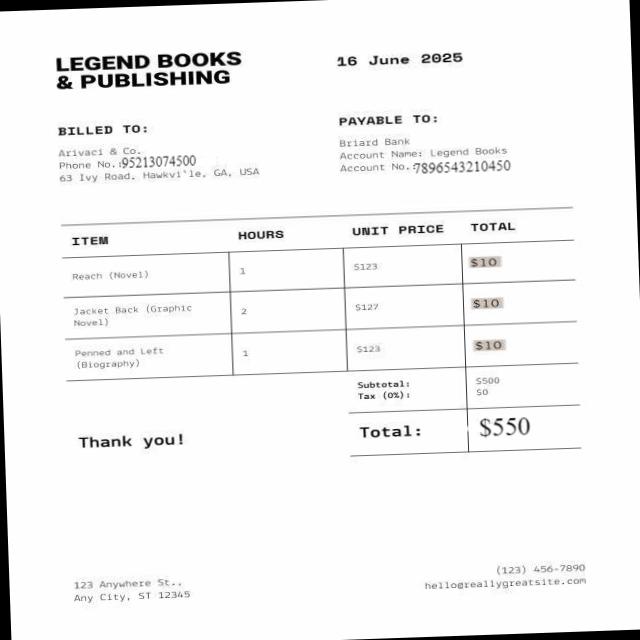 LEGEND BOOKS
& PUBLISHING
16 June 2025
BILLED TO:
Arivaci & Co.
Phone No.:95213074500
63 Ivy Road, Hawkvi'le, GA, USA
PAYABLE TO:
Briard Bank
Account Name: Legend Books
Account No.:7896543210450
ITEM HOURS UNIT PRICE TOTAL
Reach (Novel) 1 $123 $10
Jacket Back (Graphic
Novel) 2 $127 $10
Penned and Left
(Biography) 1 $123 $10
Subtotal: $500
Tax (0%): $0
Total: $550
Thank you!
123 Anywhere St.,
Any City, ST 12345
(123) 456-7890
hello@reallygreatsite.com